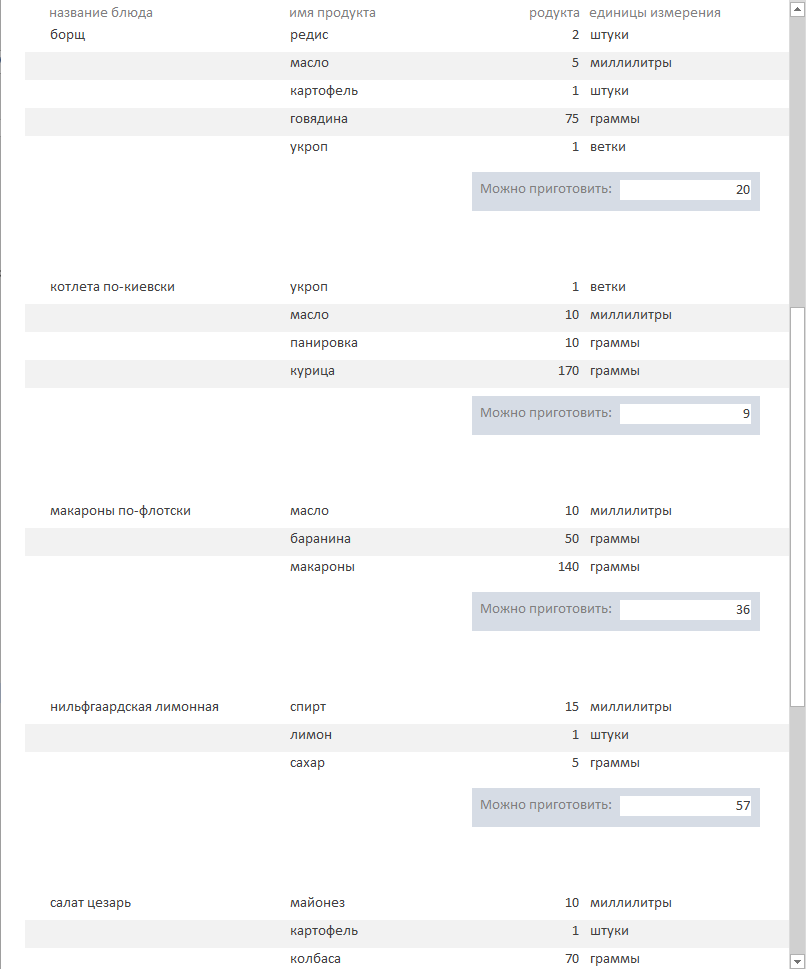 название блюда имя продукта родукта единицы измерения
борщ редис 2 штуки
масло 5 миллилитры
картофель 1 штуки
говядина 75 граммы
укроп 1 ветки
Можно приготовить: 20
котлета по-киевски укроп 1 ветки
масло 10 миллилитры
панировка 10 граммы
курица 170 граммы
Можно приготовить: 9
макароны по-флотски масло 10 миллилитры
баранина 50 граммы
макароны 140 граммы
Можно приготовить: 36
нильфгаардская лимонная спирт 15 миллилитры
лимон 1 штуки
сахар 5 граммы
Можно приготовить: 57
салат цезарь майонез 10 миллилитры
картофель 1 штуки
колбаса 70 граммы